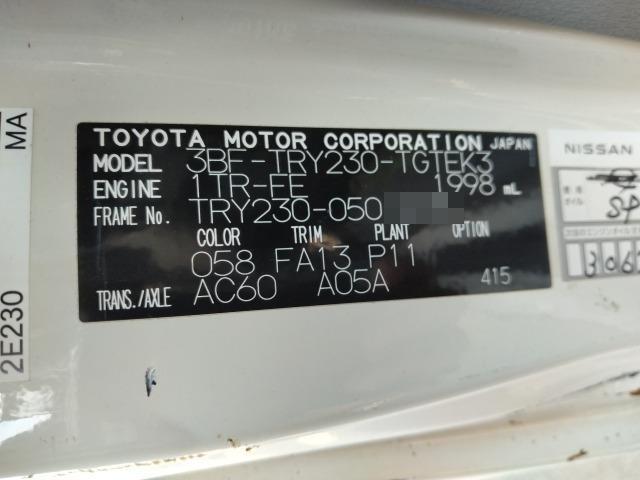 TOYOTA MOTOR CORPORATION JAPAN
MODEL 3BF-TRY230-TGTEK3
ENGINE 1TR-FE 1998 mL
FRAME No. TRY230-050
COLOR TRIM PLANT OPTION
058 FA13 P11
TRANS./AXLE AC60 A05A 415
MA
2E230
NISSAN
SP